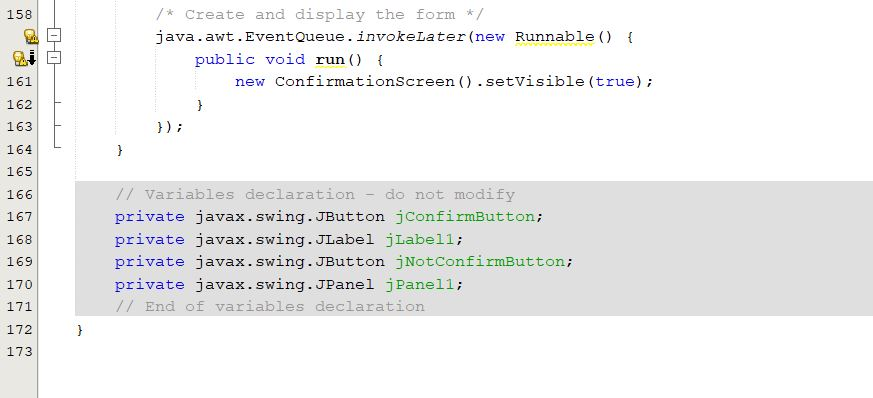 158 /* Create and display the form */
java.awt.EventQueue.invokeLater(new Runnable() {
public void run() {
161 new ConfirmationScreen().setVisible(true);
162 }
163 });
164 }
165
166 // Variables declaration - do not modify
167 private javax.swing.JButton jConfirmButton;
168 private javax.swing.JLabel jLabel1;
169 private javax.swing.JButton jNotConfirmButton;
170 private javax.swing.JPanel jPanel1;
171 // End of variables declaration
172 }
173